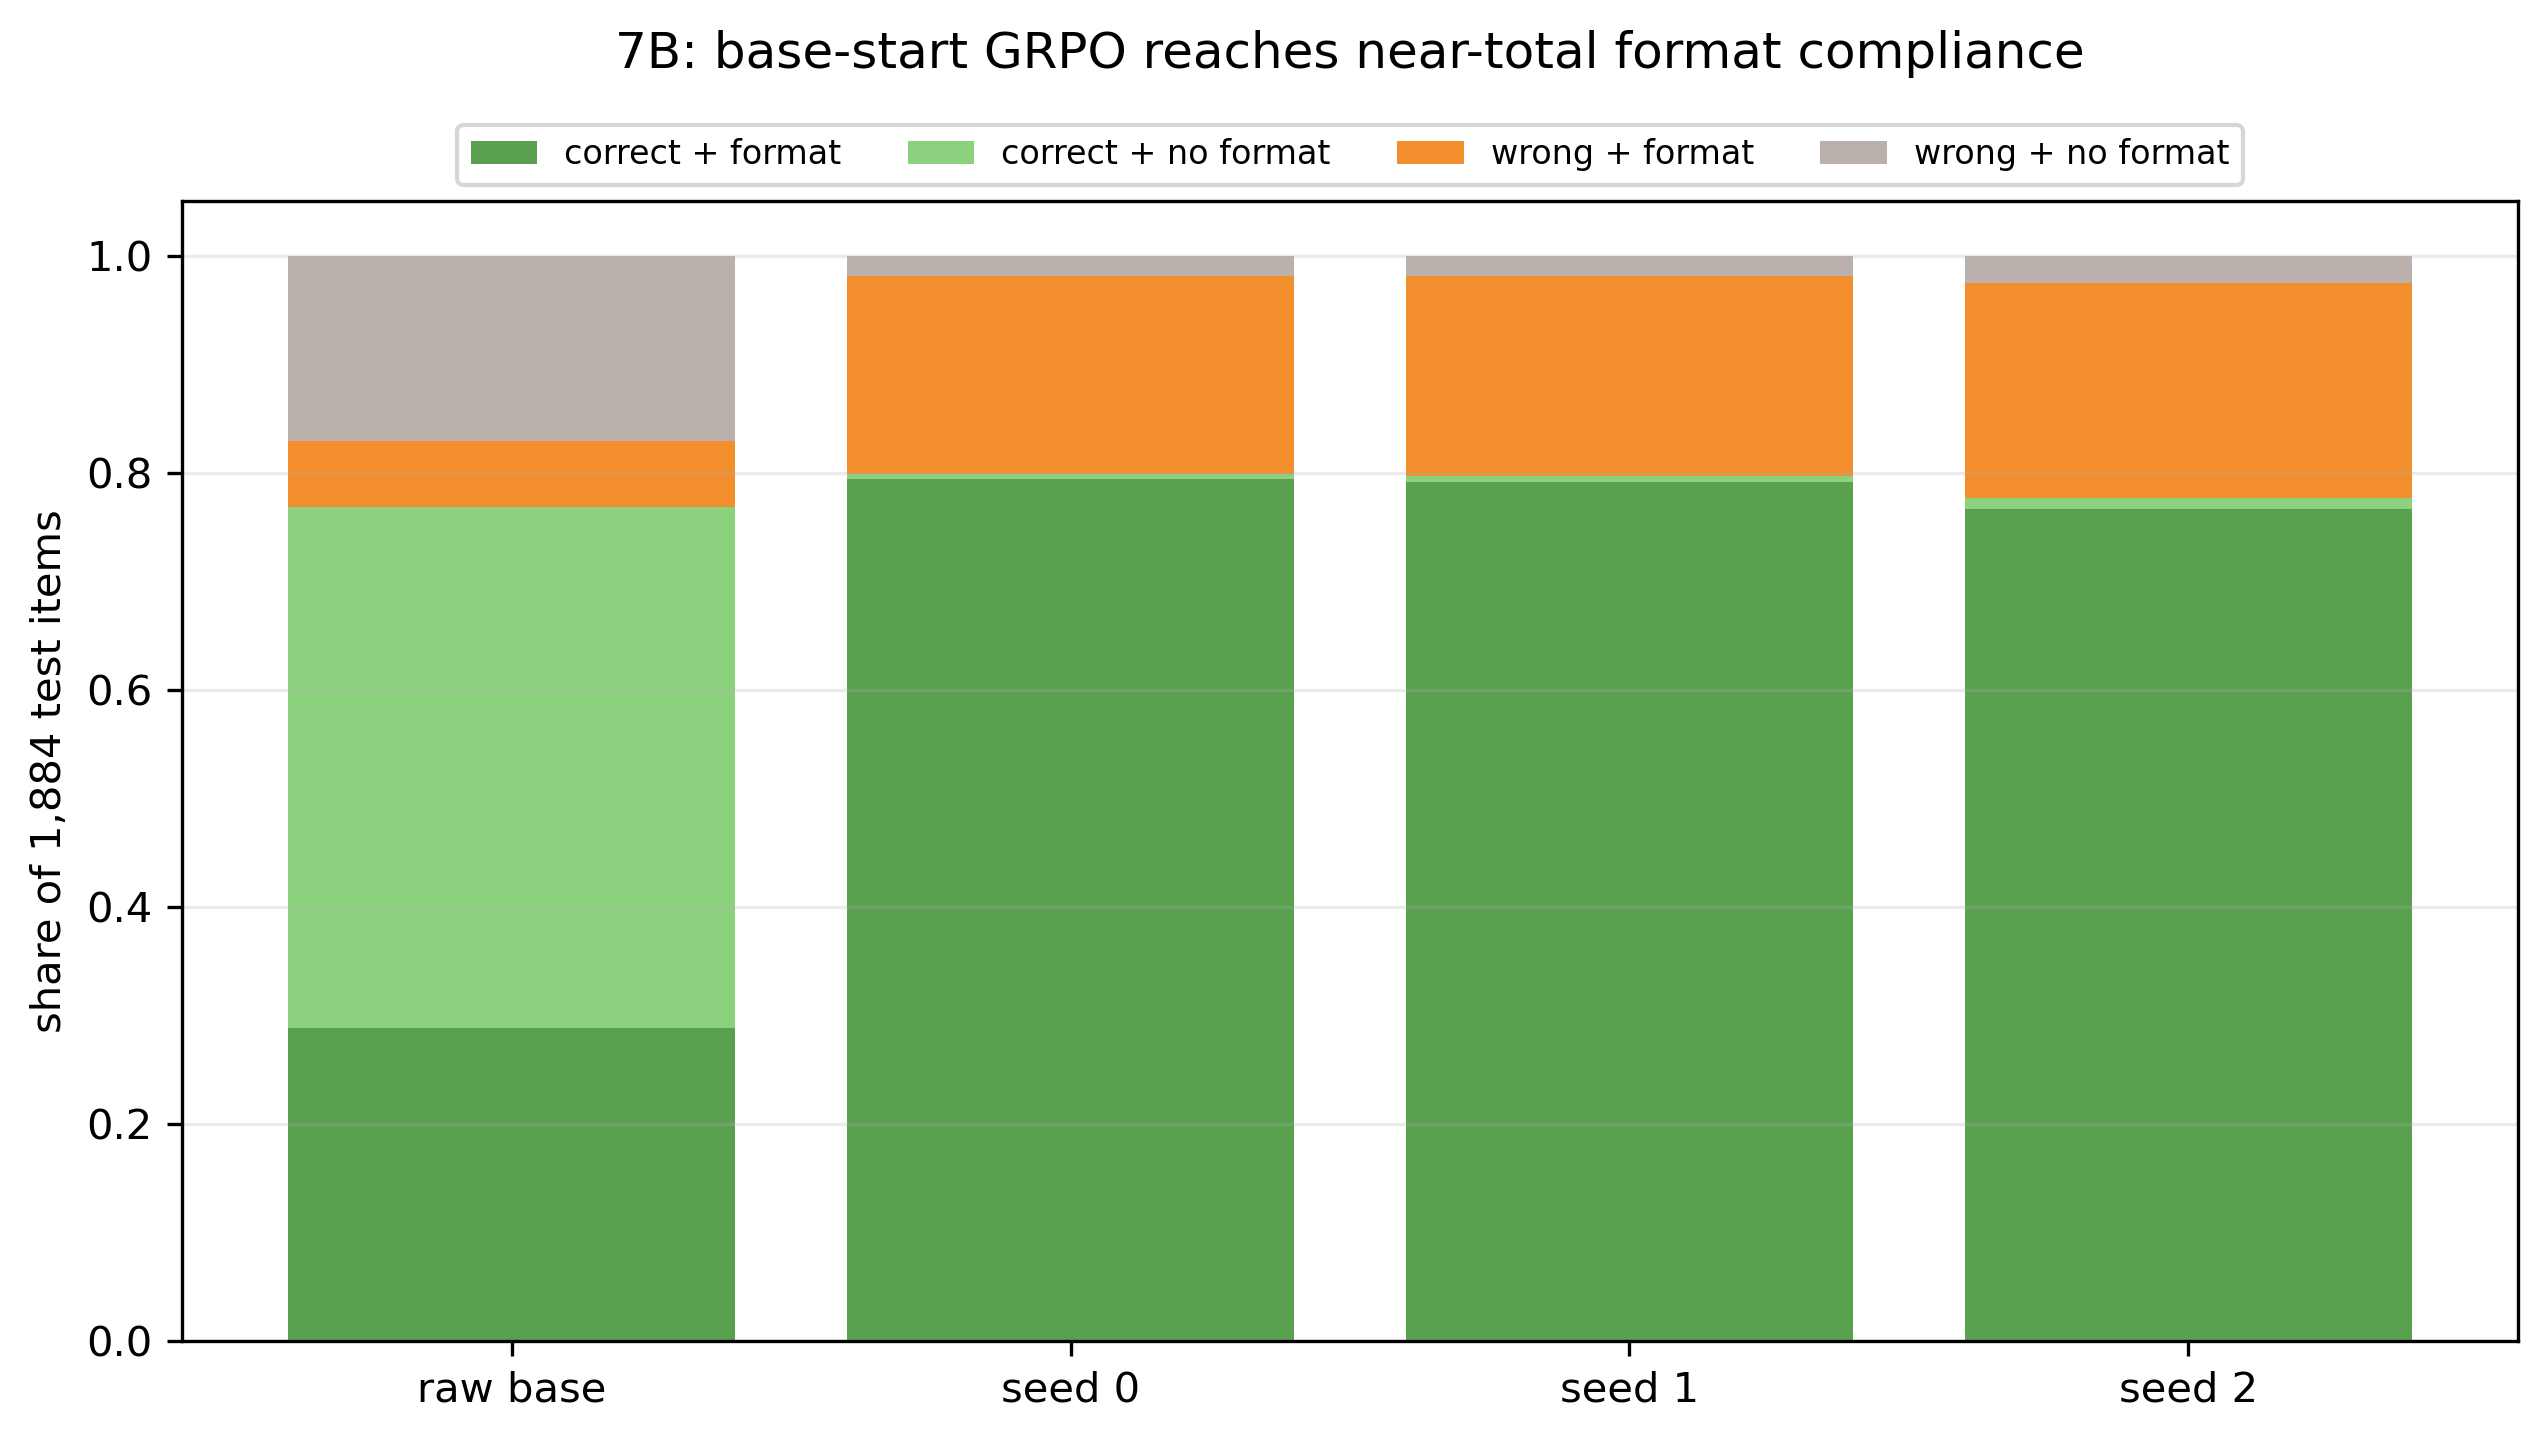 7B: base-start GRPO reaches near-total format compliance
correct + format correct + no format wrong + format wrong + no format
share of 1,884 test items
1.0
0.8
0.6
0.4
0.2
0.0
raw base seed 0 seed 1 seed 2